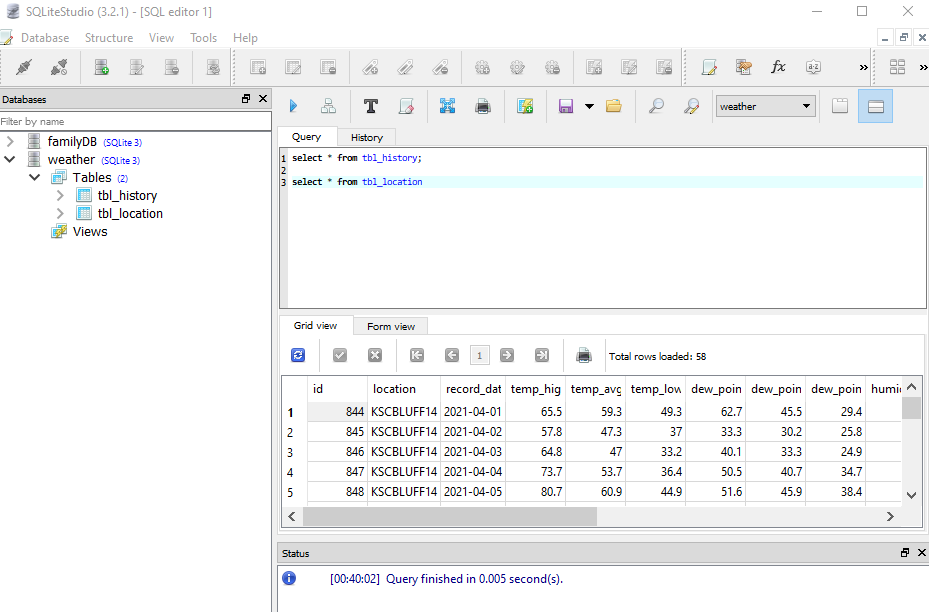 SQLiteStudio (3.2.1) - [SQL editor 1]
Database Structure View Tools Help
Databases
Filter by name
familyDB (SQLite 3)
weather (SQLite 3)
Tables (2)
tbl_history
tbl_location
Views
weather
Query History
1 select * from tbl_history;
2
3 select * from tbl_location
Grid view Form view
1 Total rows loaded: 58
id location record_dat temp_hig temp_avg temp_low dew_poin dew_poin dew_poin humi
1 844 KSCBLUFF14 2021-04-01 65.5 59.3 49.3 62.7 45.5 29.4
2 845 KSCBLUFF14 2021-04-02 57.8 47.3 37 33.3 30.2 25.8
3 846 KSCBLUFF14 2021-04-03 64.8 47 33.2 40.1 33.3 24.9
4 847 KSCBLUFF14 2021-04-04 73.7 53.7 36.4 50.5 40.7 34.7
5 848 KSCBLUFF14 2021-04-05 80.7 60.9 44.9 51.6 45.9 38.4
Status
[00:40:02] Query finished in 0.005 second(s).